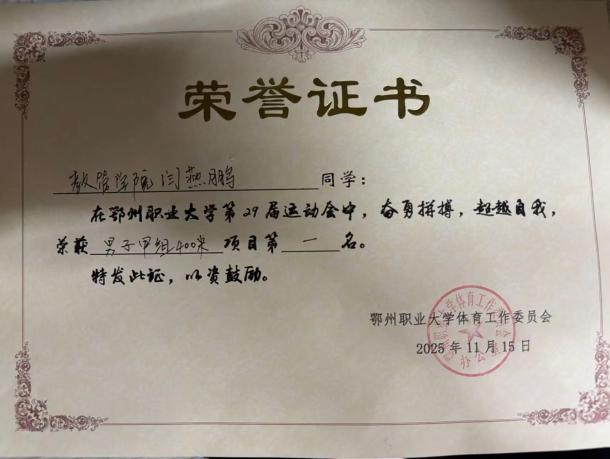 荣誉证书
教管学院闫燕鹏同学：
在鄂州职业大学第29届运动会中，奋勇拼搏，超越自我，
荣获男子甲组400米项目第一名。
特发此证，以资鼓励。
鄂州职业大学体育工作委员会
2025年11月15日